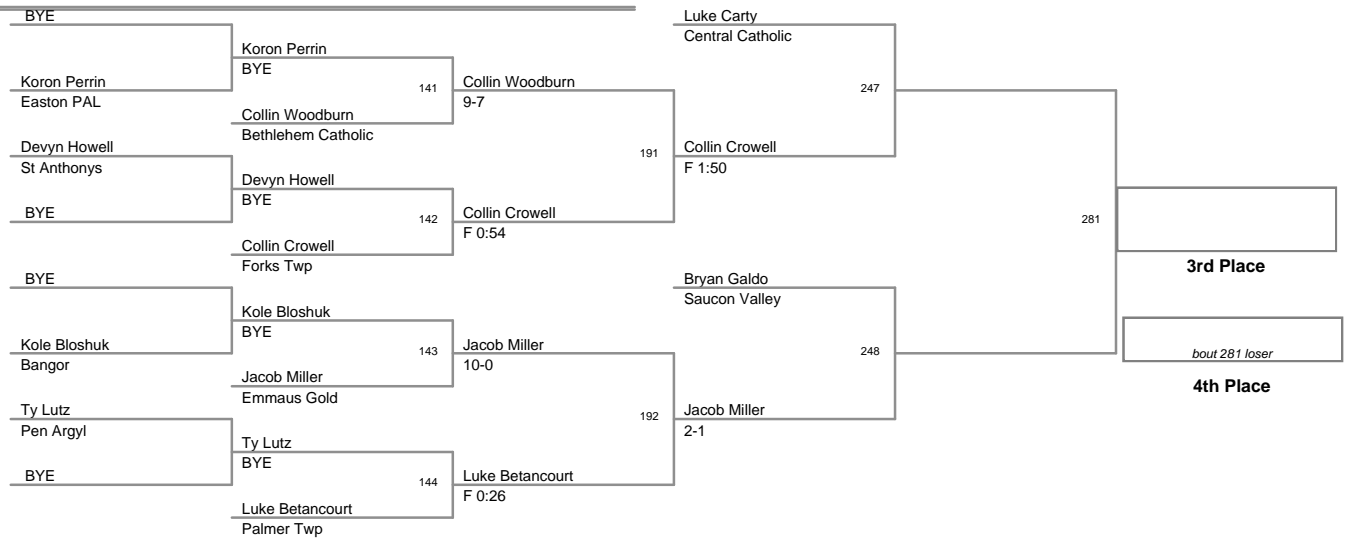 BYE
Koron Perrin
Easton PAL
Devyn Howell
St Anthonys
BYE
BYE
Kole Bloshuk
Bangor
Ty Lutz
Pen Argyl
BYE
Koron Perrin
BYE
141
Collin Woodburn
Bethlehem Catholic
Devyn Howell
BYE
142
Collin Crowell
Forks Twp
Kole Bloshuk
BYE
143
Jacob Miller
Emmaus Gold
Ty Lutz
BYE
144
Luke Betancourt
Palmer Twp
Collin Woodburn
9-7
191
Collin Crowell
F 0:54
Jacob Miller
10-0
192
Luke Betancourt
F 0:26
Luke Carty
Central Catholic
247
Collin Crowell
F 1:50
Bryan Galdo
Saucon Valley
248
Jacob Miller
2-1
281
3rd Place
bout 281 loser
4th Place